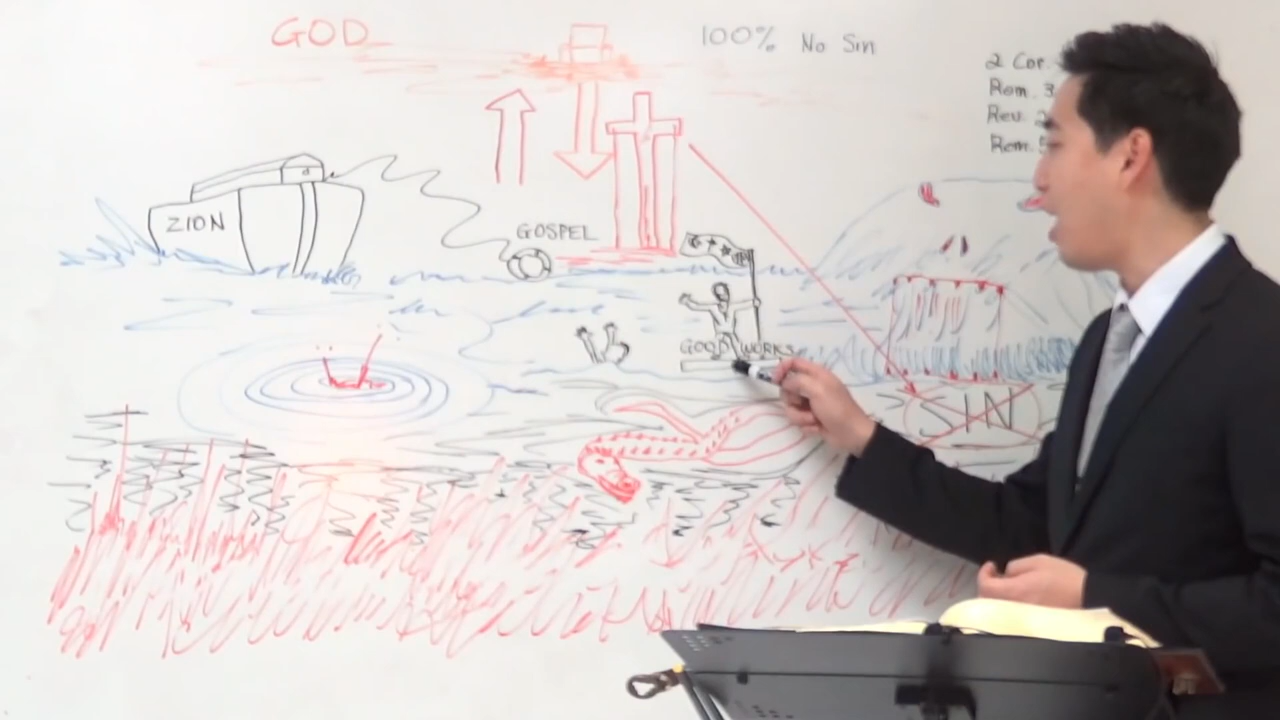 GOD
100% No Sin
2 Cor.
Rom. 3
Rev. 2
Rom. 5
ZION
GOSPEL
GOOD WORKS
SIN